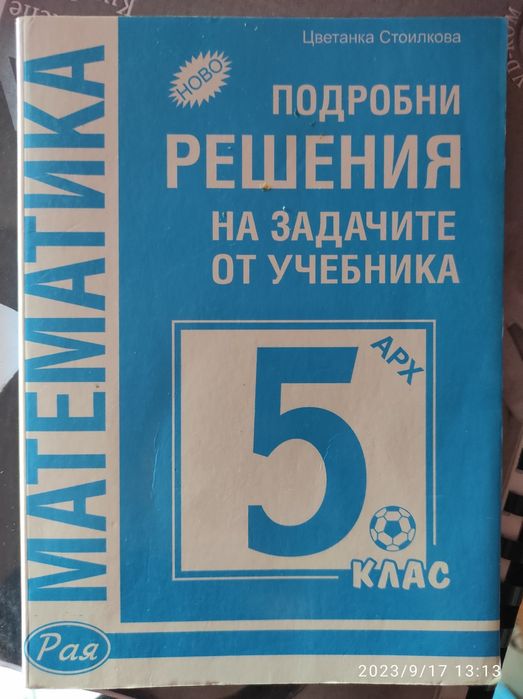 Цветанка Стоилкова
НОВО
ПОДРОБНИ
РЕШЕНИЯ
НА ЗАДАЧИТЕ
ОТ УЧЕБНИКА
МАТЕМАТИКА
АРХ
5
КЛАС
Рая
2023/9/17 13:13